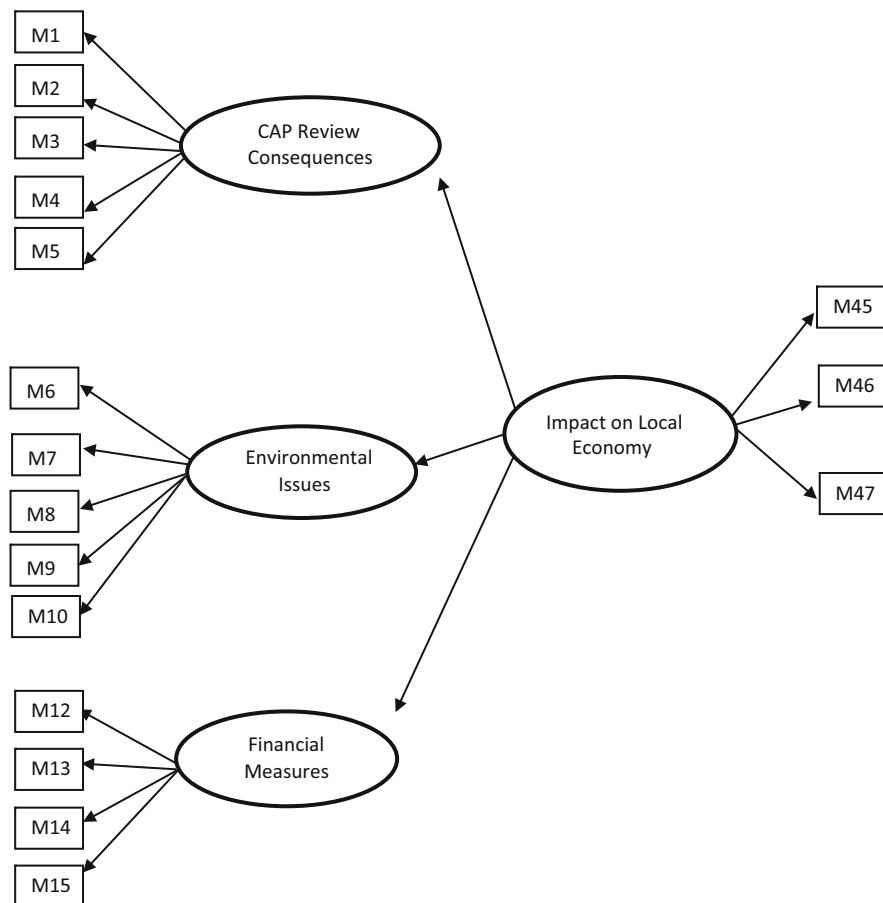 M1
M2
M3
M4
M5
CAP Review
Consequences
M6
M7
M8
M9
M10
Environmental
Issues
Impact on Local
Economy
M45
M46
M47
M12
M13
M14
M15
Financial
Measures